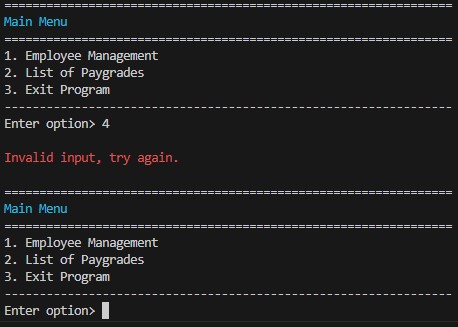 ================================================================
Main Menu
================================================================
1. Employee Management
2. List of Paygrades
3. Exit Program
----------------------------------------------------------------
Enter option> 4
Invalid input, try again.
================================================================
Main Menu
================================================================
1. Employee Management
2. List of Paygrades
3. Exit Program
----------------------------------------------------------------
Enter option>